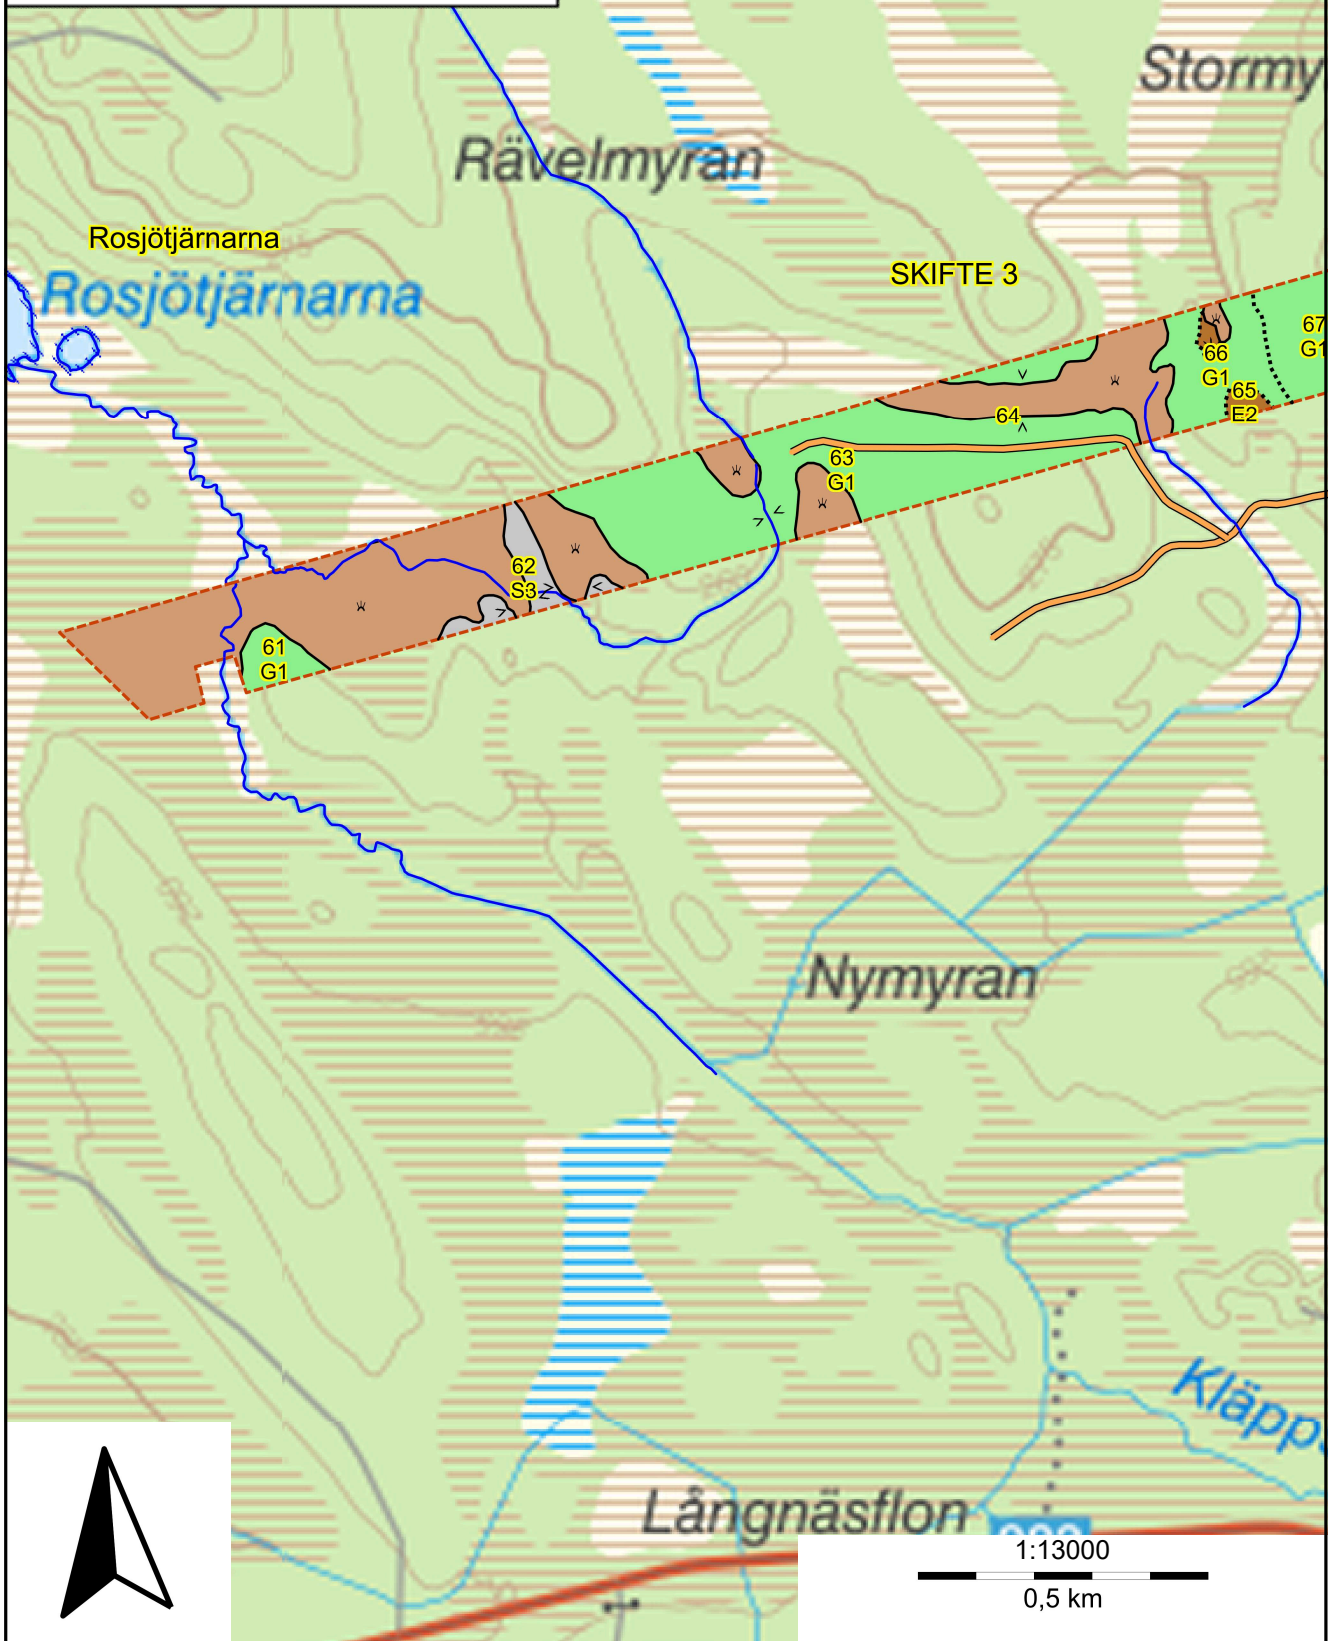 Stormy
Rävelmyran
Rosjötjärnarna
Rosjötjärnarna
SKIFTE 3
67
G1
66
G1
65
E2
64
63
G1
62
S3
61
G1
Nymyran
Kläpp
Långnäsflon
1:13000
0,5 km